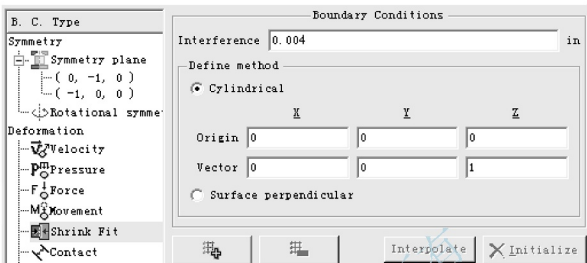 B. C. Type
Symmetry
Symmetry plane
( 0, -1, 0 )
( -1, 0, 0 )
Rotational symme
Deformation
Velocity
Pressure
Force
Movement
Shrink Fit
Contact
Boundary Conditions
Interference 0.004 in
Define method
Cylindrical
X Y Z
Origin 0 0 0
Vector 0 0 1
Surface perpendicular
Interpolate Initialize